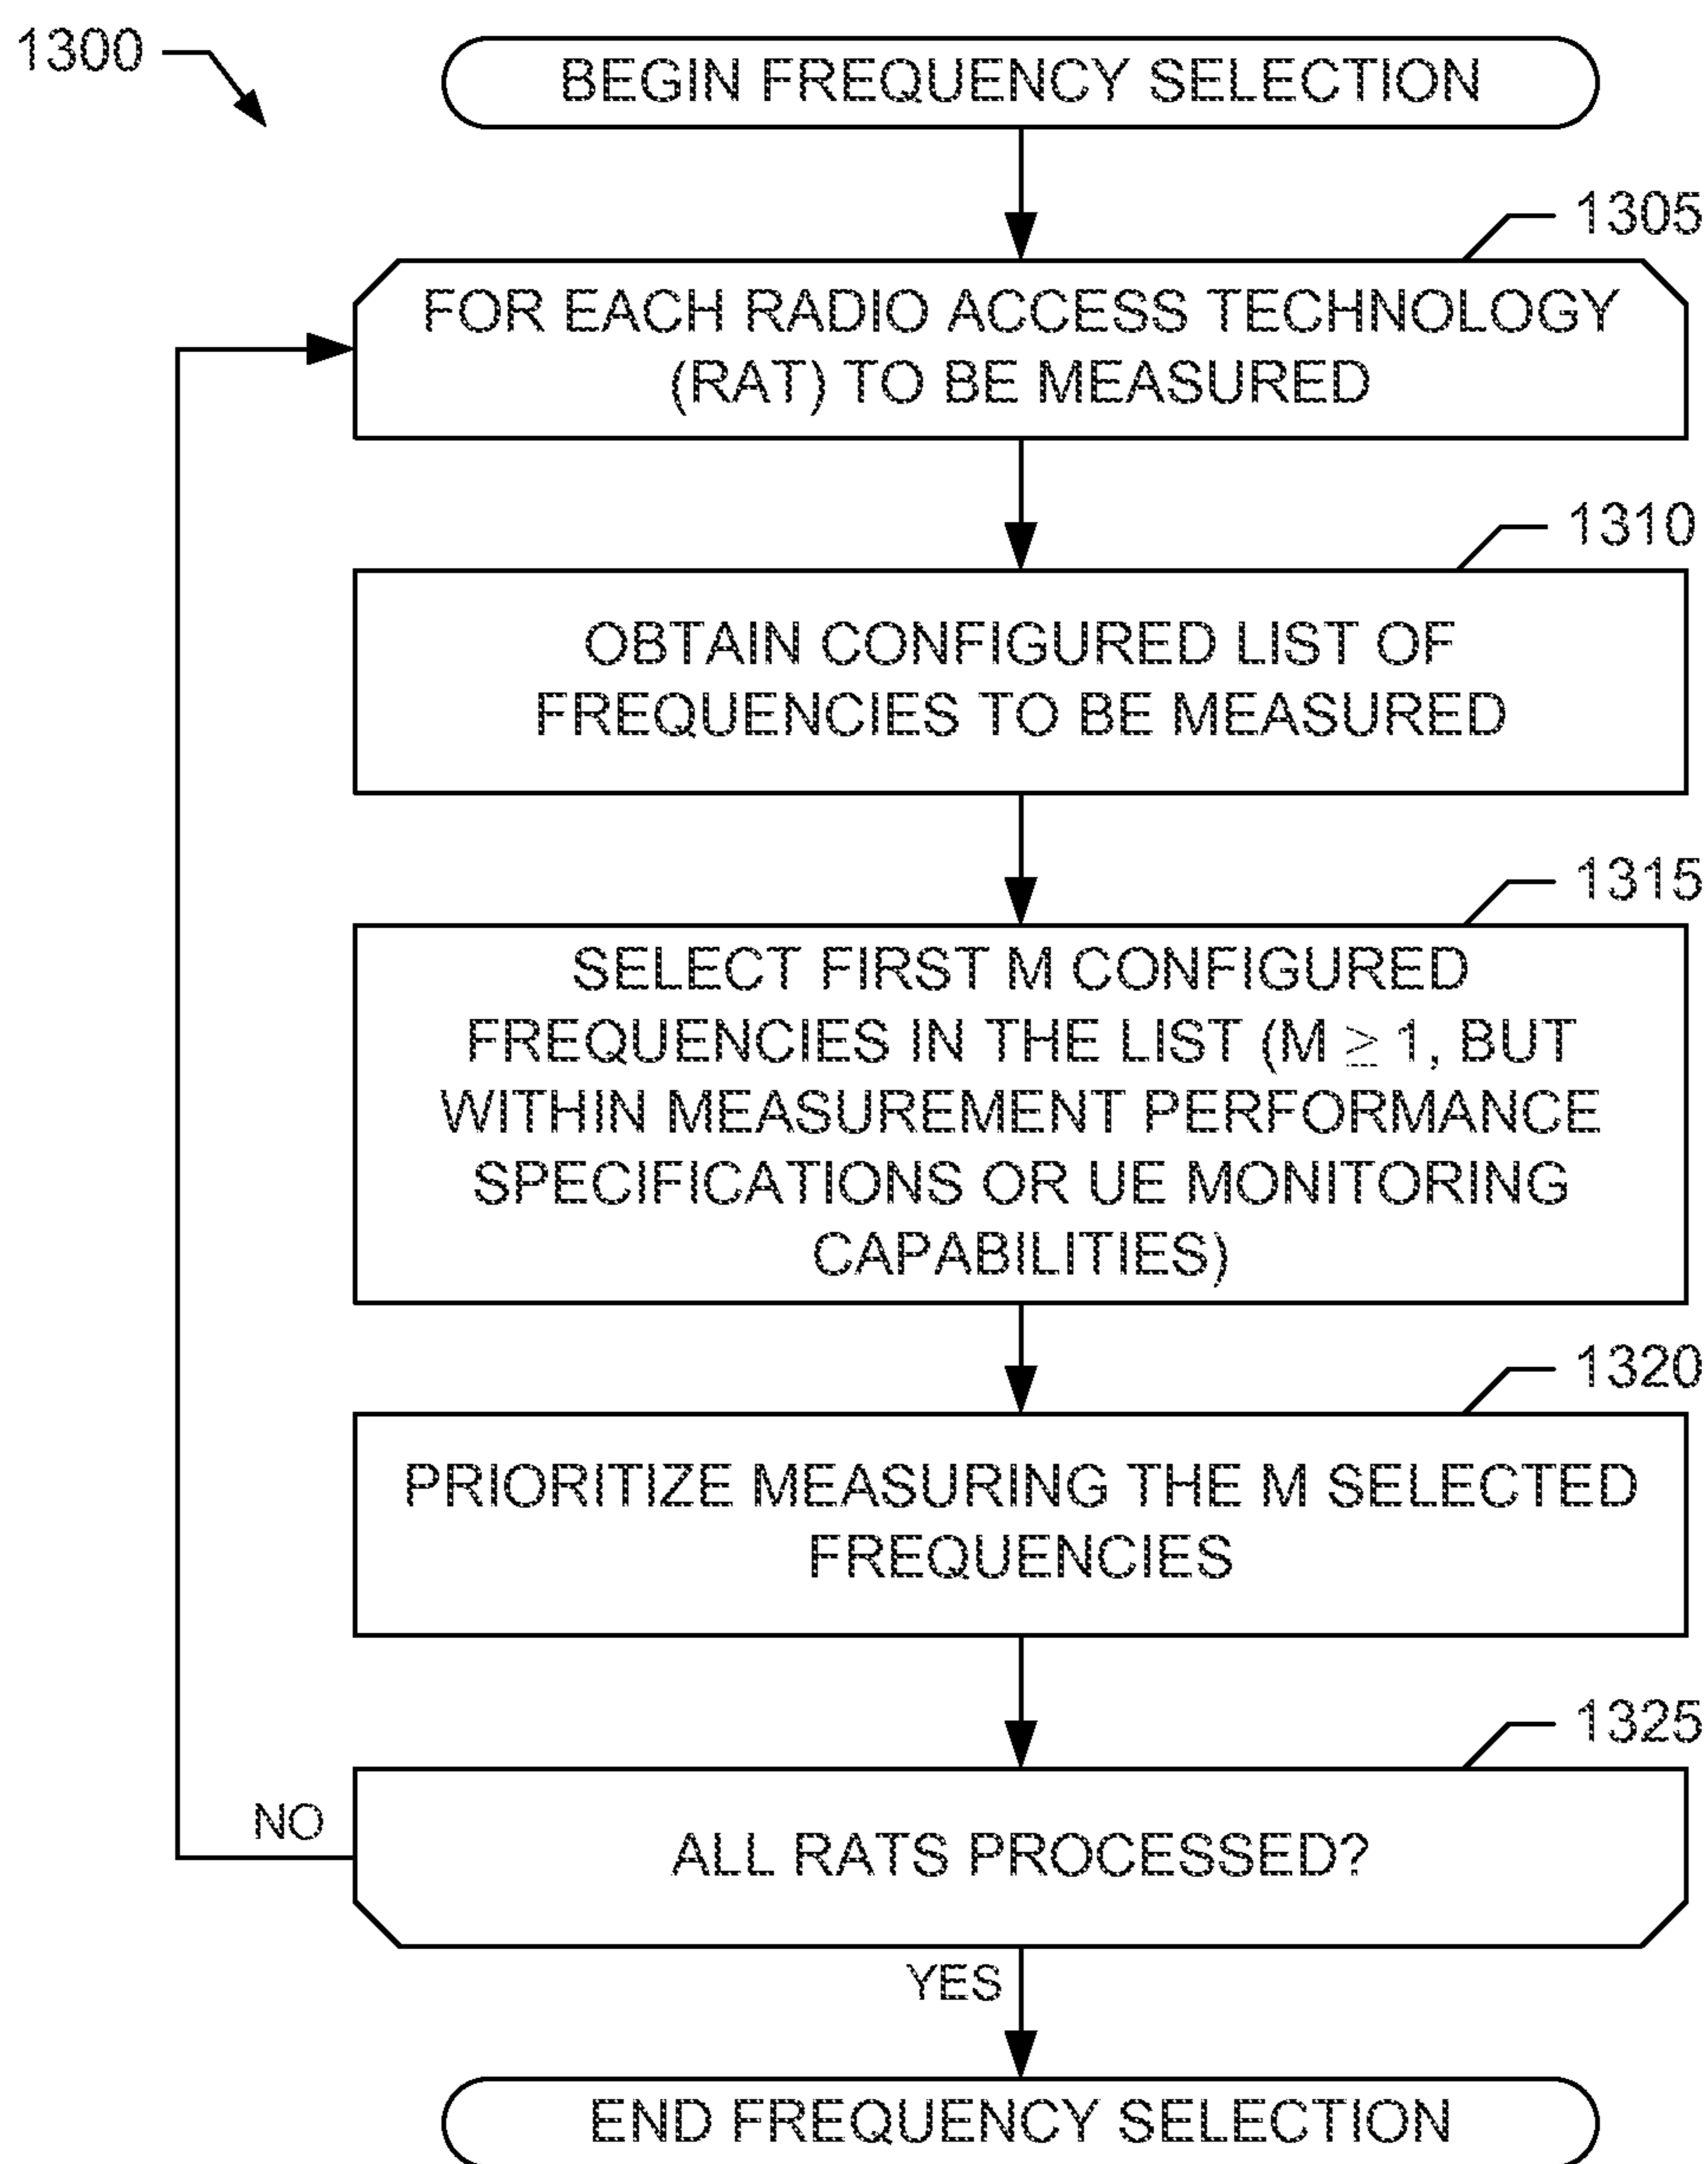 1300
BEGIN FREQUENCY SELECTION
1305
FOR EACH RADIO ACCESS TECHNOLOGY
(RAT) TO BE MEASURED
1310
OBTAIN CONFIGURED LIST OF
FREQUENCIES TO BE MEASURED
1315
SELECT FIRST M CONFIGURED
FREQUENCIES IN THE LIST (M ≥ 1, BUT
WITHIN MEASUREMENT PERFORMANCE
SPECIFICATIONS OR UE MONITORING
CAPABILITIES)
1320
PRIORITIZE MEASURING THE M SELECTED
FREQUENCIES
1325
ALL RATS PROCESSED?
NO
YES
END FREQUENCY SELECTION